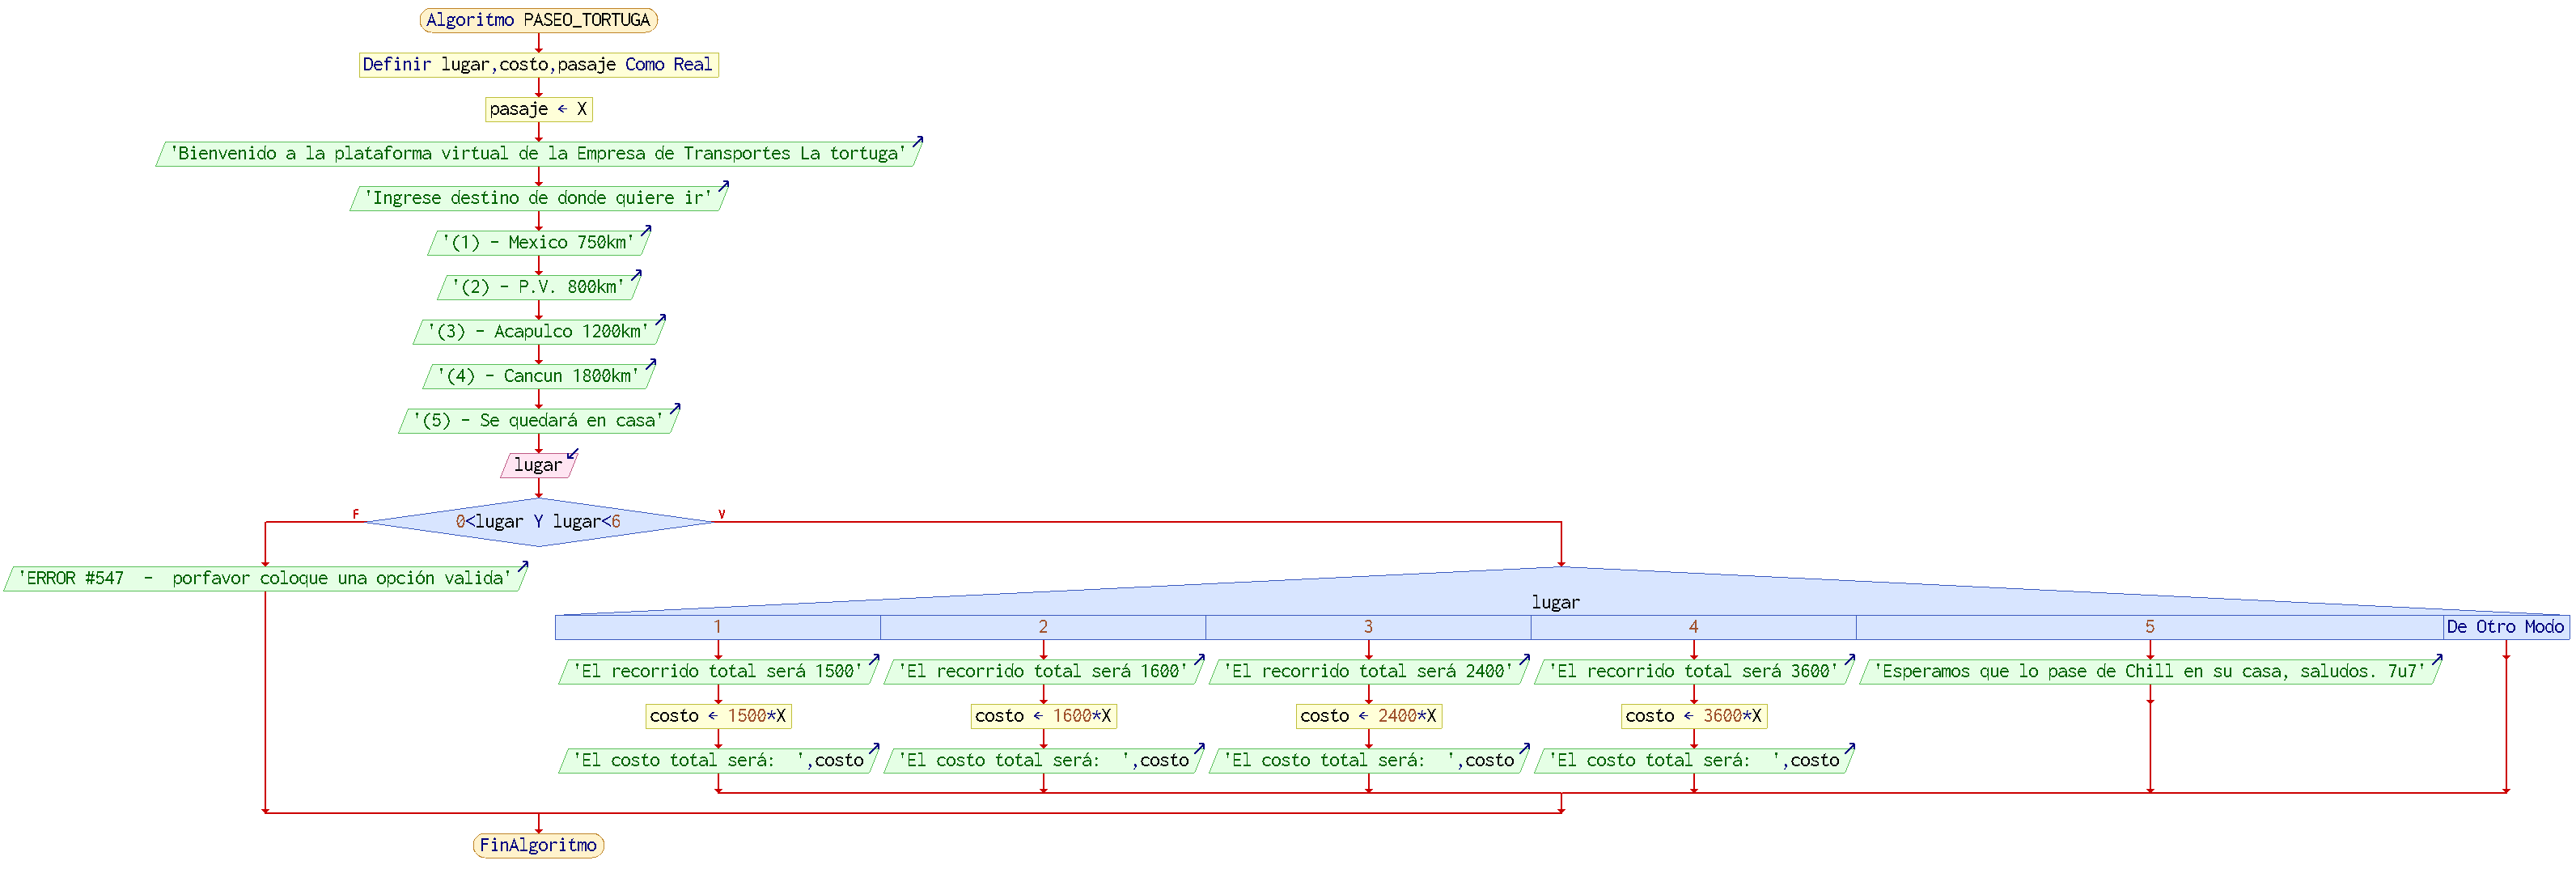 Algoritmo PASEO_TORTUGA
Definir lugar,costo,pasaje Como Real
pasaje ← X
'Bienvenido a la plataforma virtual de la Empresa de Transportes La tortuga'
'Ingrese destino de donde quiere ir'
'(1) - Mexico 750km'
'(2) - P.V. 800km'
'(3) - Acapulco 1200km'
'(4) - Cancun 1800km'
'(5) - Se quedará en casa'
lugar
0<lugar Y lugar<6
F
V
'ERROR #547  -  porfavor coloque una opción valida'
lugar
1
2
3
4
5
De Otro Modo
'El recorrido total será 1500'
'El recorrido total será 1600'
'El recorrido total será 2400'
'El recorrido total será 3600'
'Esperamos que lo pase de Chill en su casa, saludos. 7u7'
costo ← 1500*X
costo ← 1600*X
costo ← 2400*X
costo ← 3600*X
'El costo total será:  ',costo
'El costo total será:  ',costo
'El costo total será:  ',costo
'El costo total será:  ',costo
FinAlgoritmo